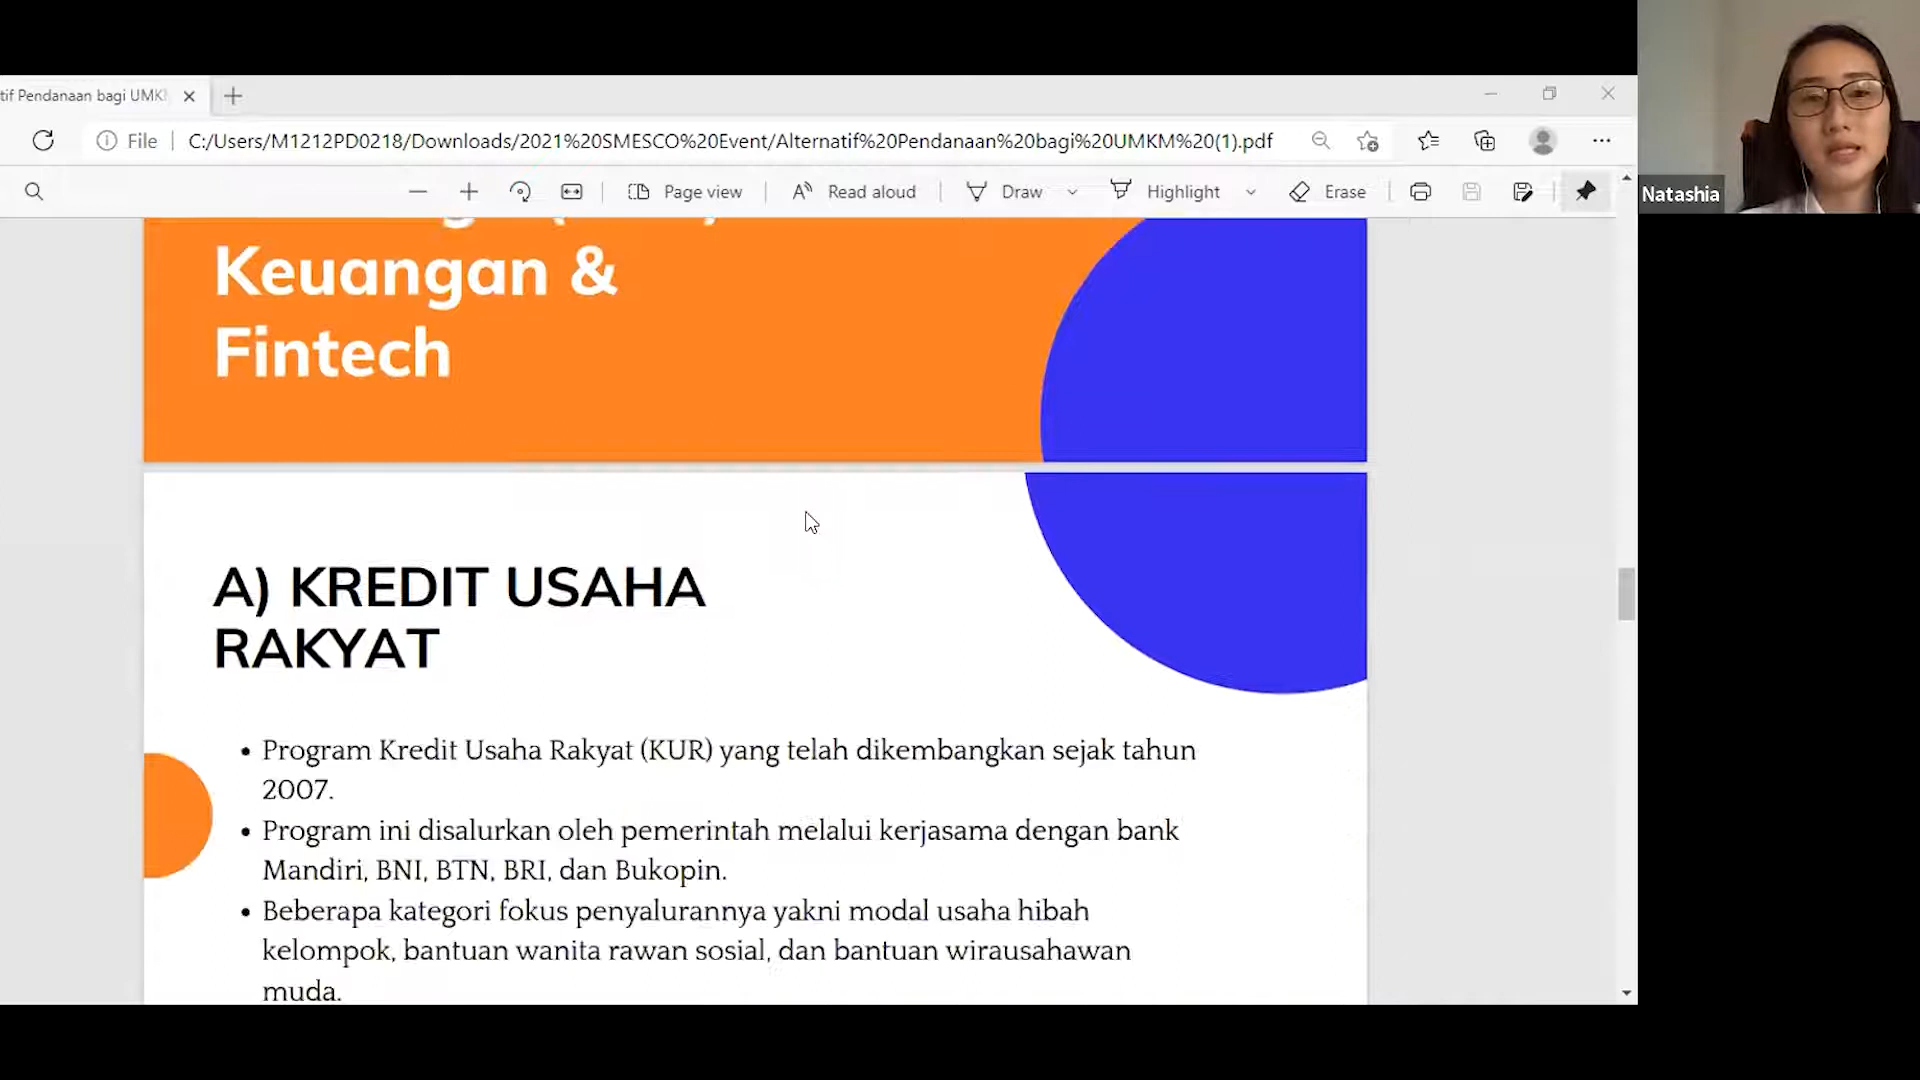 tif Pendanaan bagi UMK
File
C:/Users/M1212PD0218/Downloads/2021%20SMESCO%20Event/Alternatif%20Pendanaan%20bagi%20UMKM%20(1).pdf
Page view
Read aloud
Draw
Highlight
Erase
Natashia
Keuangan &
Fintech
A) KREDIT USAHA
RAKYAT
• Program Kredit Usaha Rakyat (KUR) yang telah dikembangkan sejak tahun
2007.
• Program ini disalurkan oleh pemerintah melalui kerjasama dengan bank
Mandiri, BNI, BTN, BRI, dan Bukopin.
• Beberapa kategori fokus penyalurannya yakni modal usaha hibah
kelompok, bantuan wanita rawan sosial, dan bantuan wirausahawan
muda.